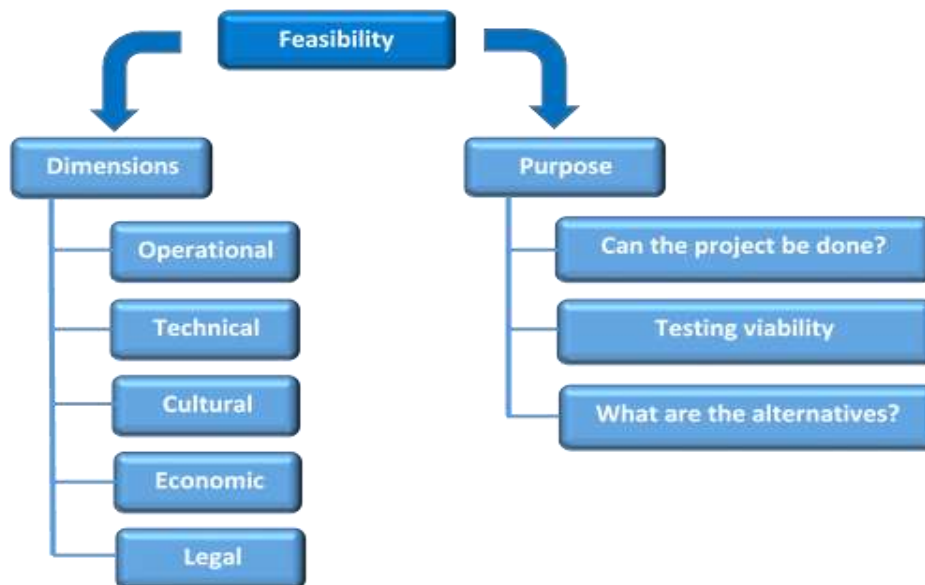 Feasibility
Dimensions
Operational
Technical
Cultural
Economic
Legal
Purpose
Can the project be done?
Testing viability
What are the alternatives?